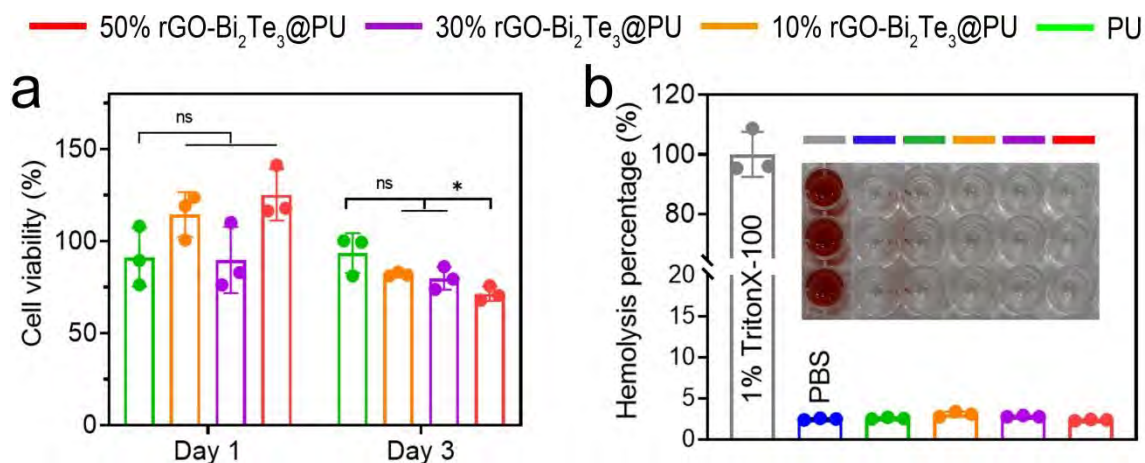 50% rGO-Bi₂Te₃@PU 30% rGO-Bi₂Te₃@PU 10% rGO-Bi₂Te₃@PU PU
a
Cell viability (%)
150
100
50
0
ns
ns
*
Day 1
Day 3
b
Hemolysis percentage (%)
120
100
80
20
15
10
5
0
1% TritonX-100
PBS